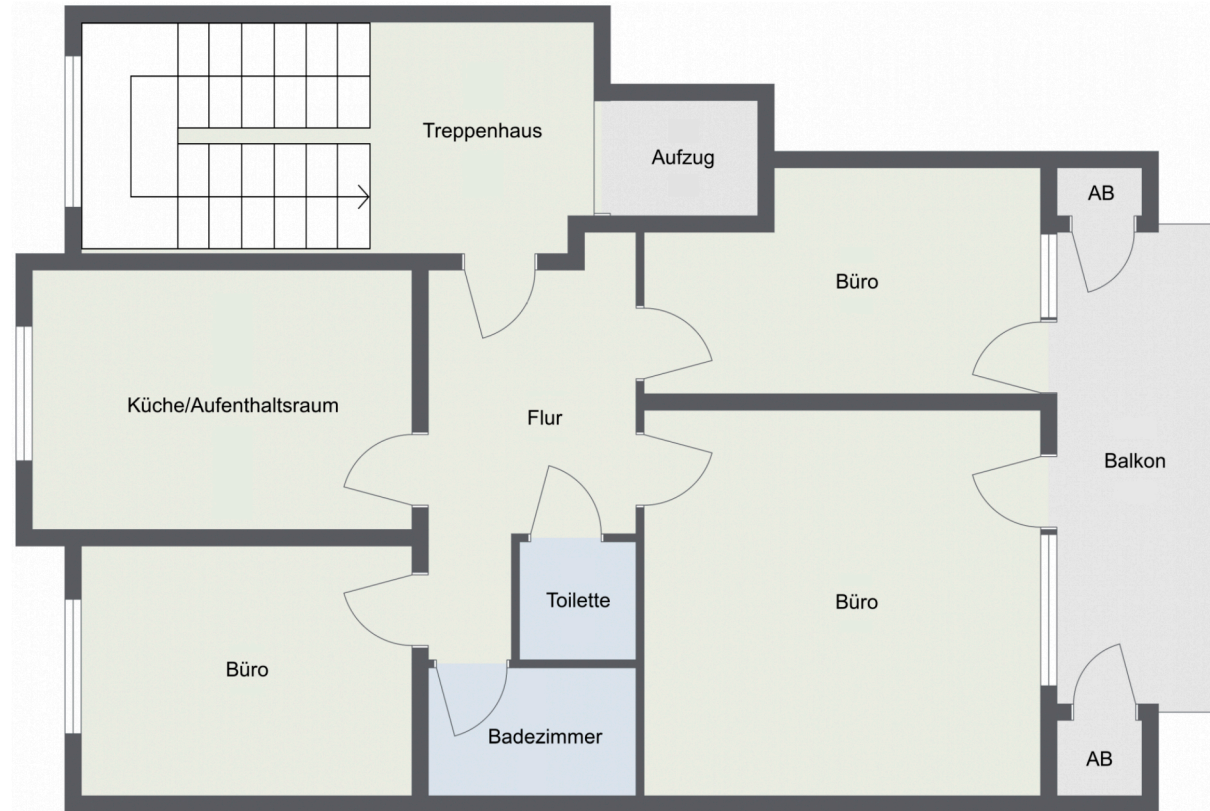 Treppenhaus
Aufzug
AB
Büro
Küche/Aufenthaltsraum
Flur
Balkon
Toilette
Büro
Büro
Badezimmer
AB